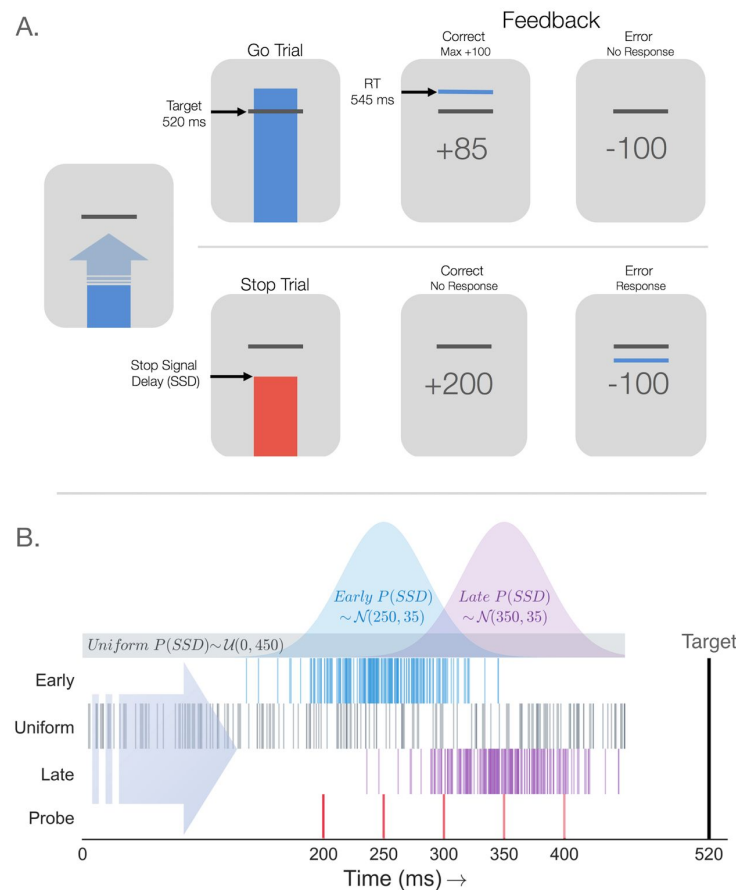 A.
Feedback
Go Trial
Correct
Max +100
Error
No Response
Target
520 ms
RT
545 ms
+85
-100
Stop Trial
Correct
No Response
Error
Response
Stop Signal
Delay (SSD)
+200
-100
B.
Early P(SSD)
~N(250, 35)
Late P(SSD)
~N(350, 35)
Uniform P(SSD)~U(0, 450)
Target
Early
Uniform
Late
Probe
0
200
250
300
350
400
520
Time (ms) →